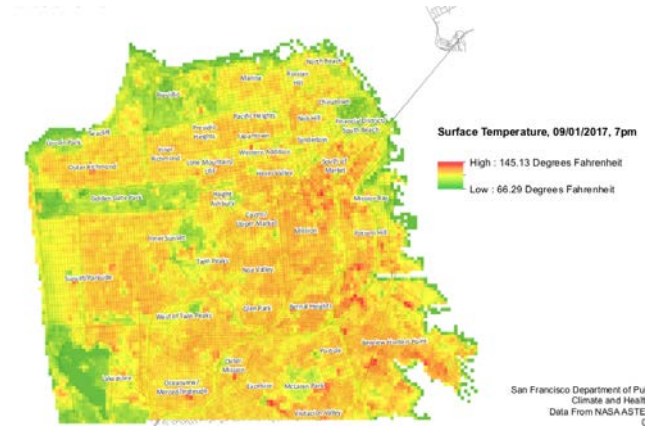 North Beach
Russian
Hill
Marina
Chinatown
Presidio
Pacific Heights
Nob Hill
Financial District/
South Beach
Seacliff
Lincoln Park
Presidio
Heights
Japantown
Tenderloin
Inner
Richmond
Western Addition
Outer Richmond
Lone Mountain/
USF
Hayes Valley
South of
Market
Golden Gate Park
Haight
Ashbury
Mission Bay
Castro/
Upper Market
Mission
Potrero Hill
Inner Sunset
Twin Peaks
Noe Valley
Sunset/Parkside
West of Twin Peaks
Glen Park
Bernal Heights
Bayview Hunters Point
Portola
Lakeshore
Outer
Mission
Oceanview/
Merced/Ingleside
Excelsior
McLaren Park
Visitacion Valley
Surface Temperature, 09/01/2017, 7pm
High : 145.13 Degrees Fahrenheit
Low : 66.29 Degrees Fahrenheit
San Francisco Department of Pu
Climate and Healt
Data From NASA ASTE